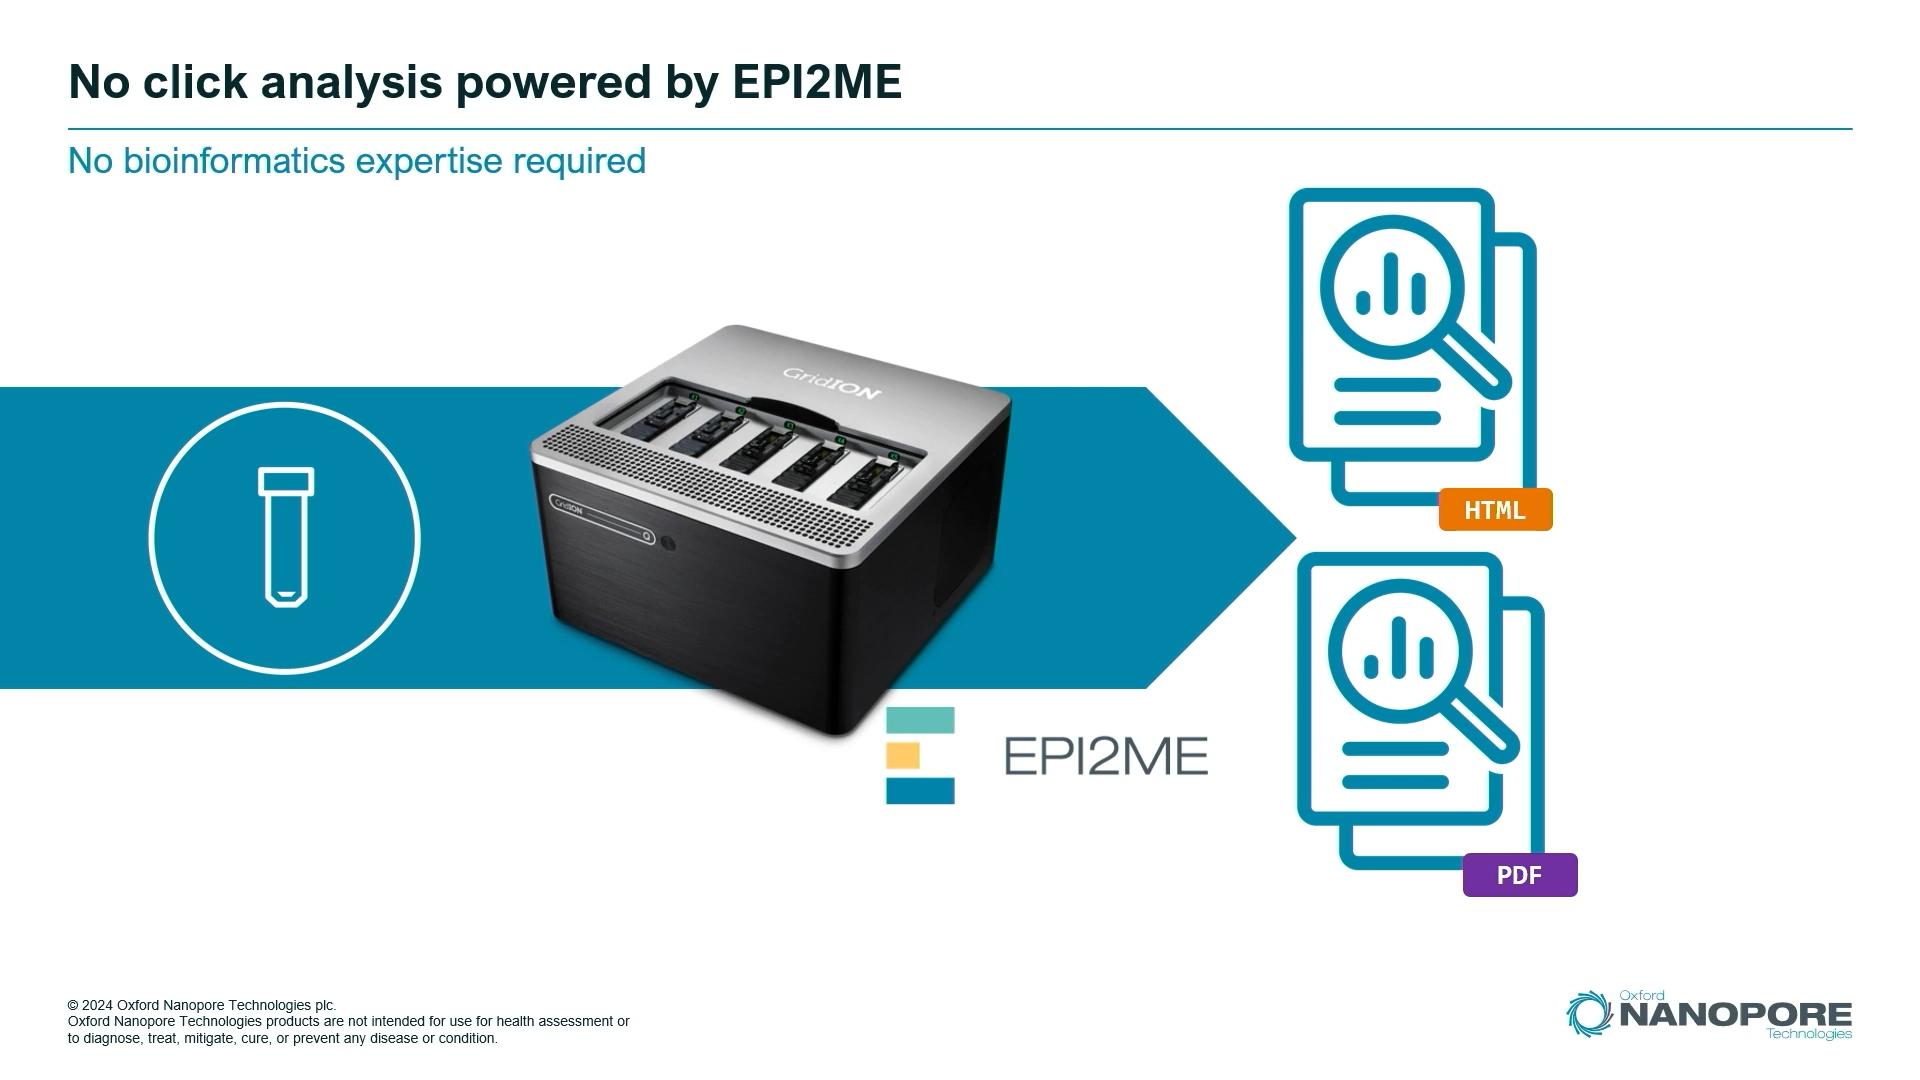 No click analysis powered by EPI2ME
No bioinformatics expertise required
GridION
GridION
EPI2ME
HTML
PDF
© 2024 Oxford Nanopore Technologies plc.
Oxford Nanopore Technologies products are not intended for use for health assessment or
to diagnose, treat, mitigate, cure, or prevent any disease or condition.
Oxford
NANOPORE
Technologies